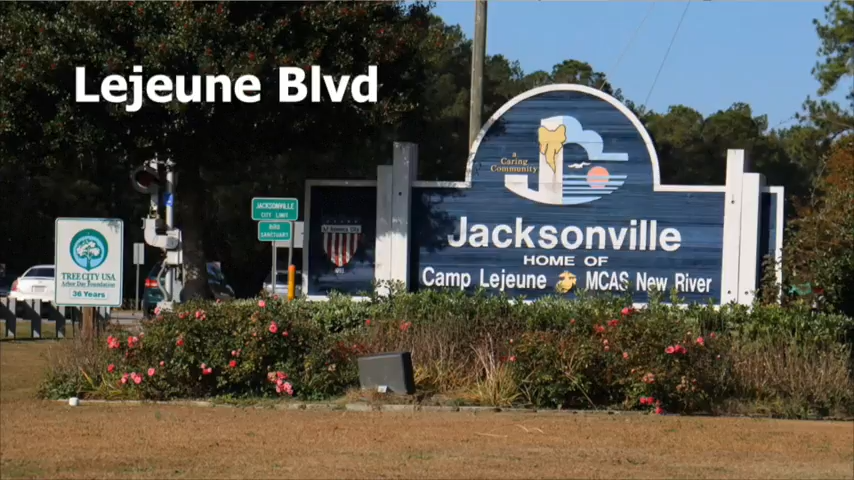 Lejeune Blvd
a
Caring
Community
JACKSONVILLE
CITY LIMIT
BIRD
SANCTUARY
Jacksonville
HOME OF
Camp Lejeune MCAS New River
TREE CITY USA
Arbor Day Foundation
36 Years